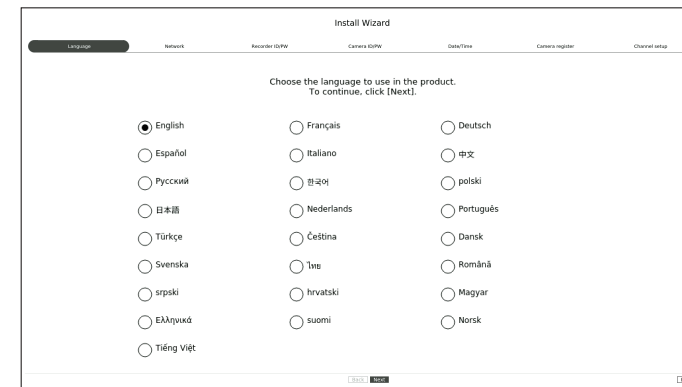 Install Wizard
Language Network Recorder ID/PW Camera ID/PW Date/Time Camera register Channel setup
Choose the language to use in the product.
To continue, click [Next].
English Français Deutsch
Español Italiano 中文
Русский 한국어 polski
日本語 Nederlands Português
Türkçe Čeština Dansk
Svenska ไทย Română
srpski hrvatski Magyar
Ελληνικά suomi Norsk
Tiếng Việt
Back Next